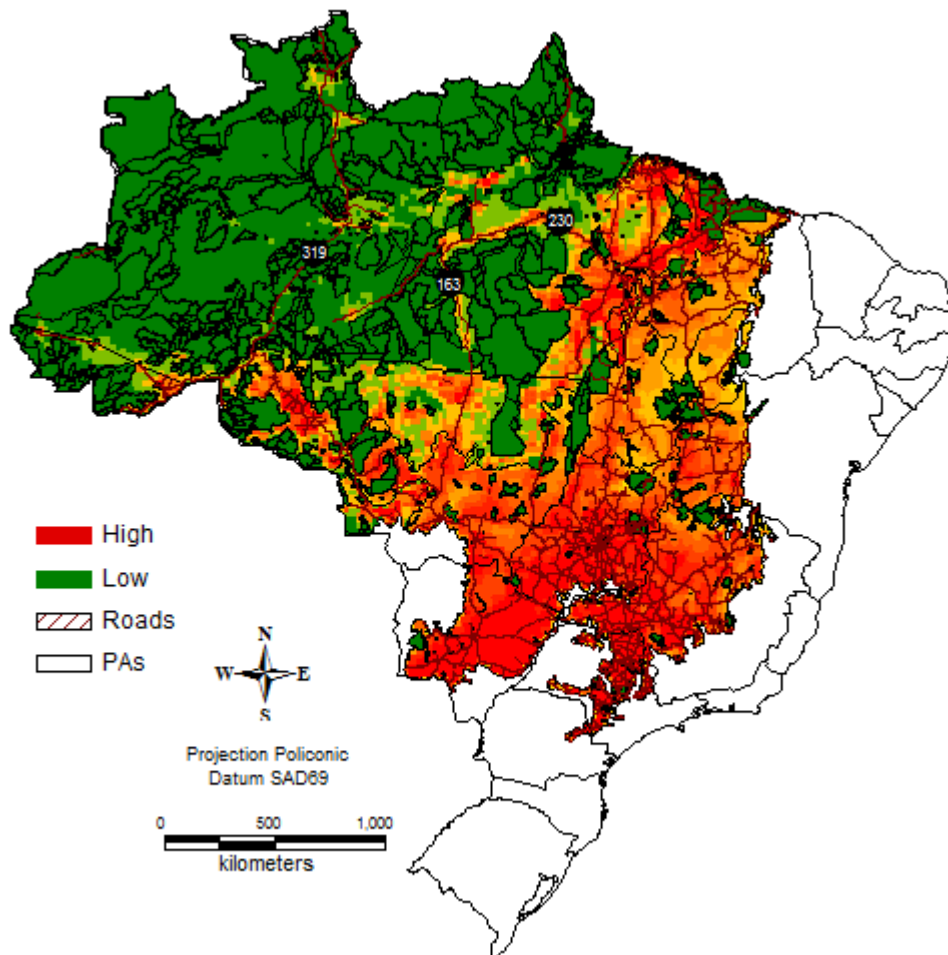 230
319
163
High
Low
Roads
PAs
N
W E
S
Projection Policonic
Datum SAD69
0 500 1,000
kilometers